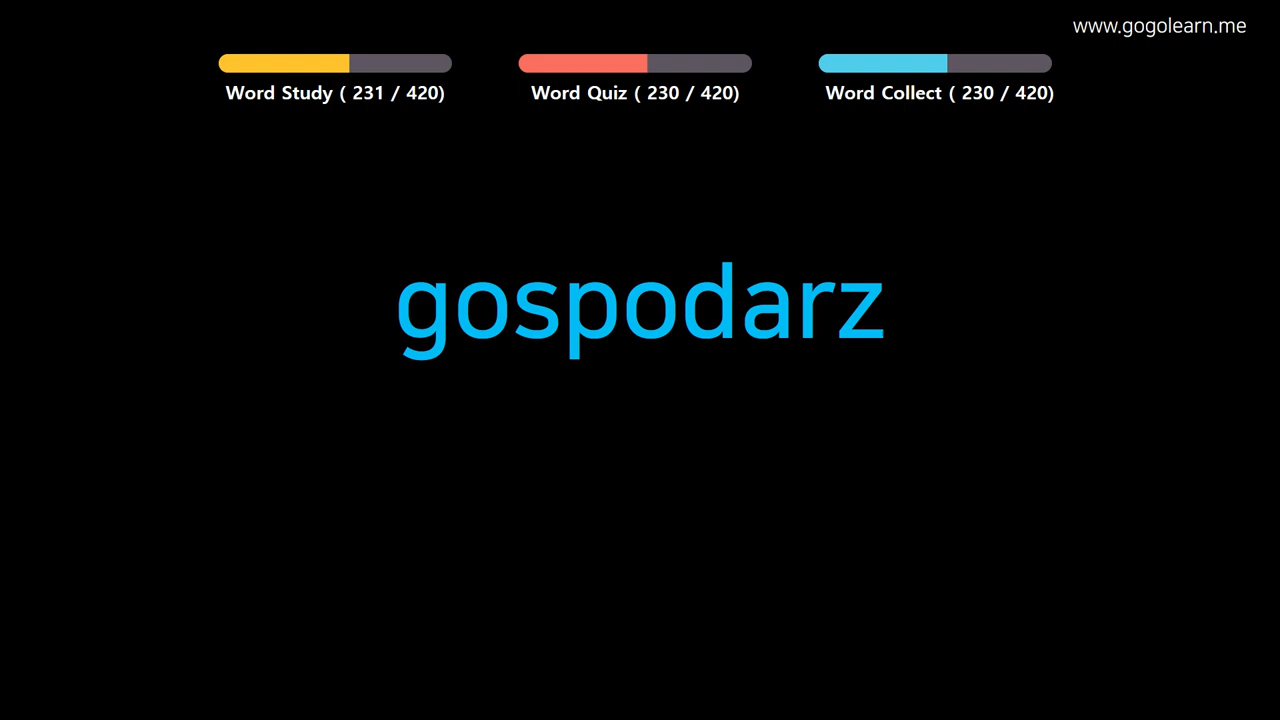 www.gogolearn.me
Word Study ( 231 / 420)
Word Quiz ( 230 / 420)
Word Collect ( 230 / 420)
gospodarz